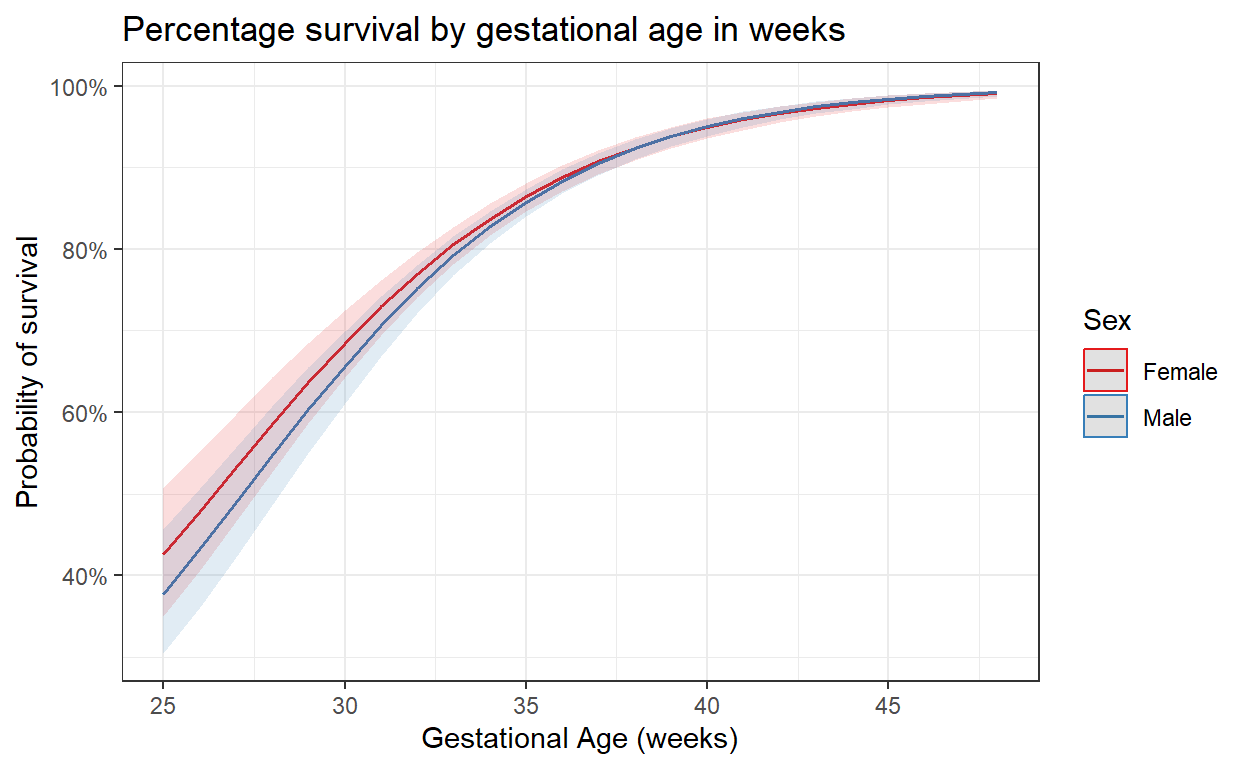 Percentage survival by gestational age in weeks
100%
80%
60%
40%
Probability of survival
25 30 35 40 45
Gestational Age (weeks)
Sex
Female
Male